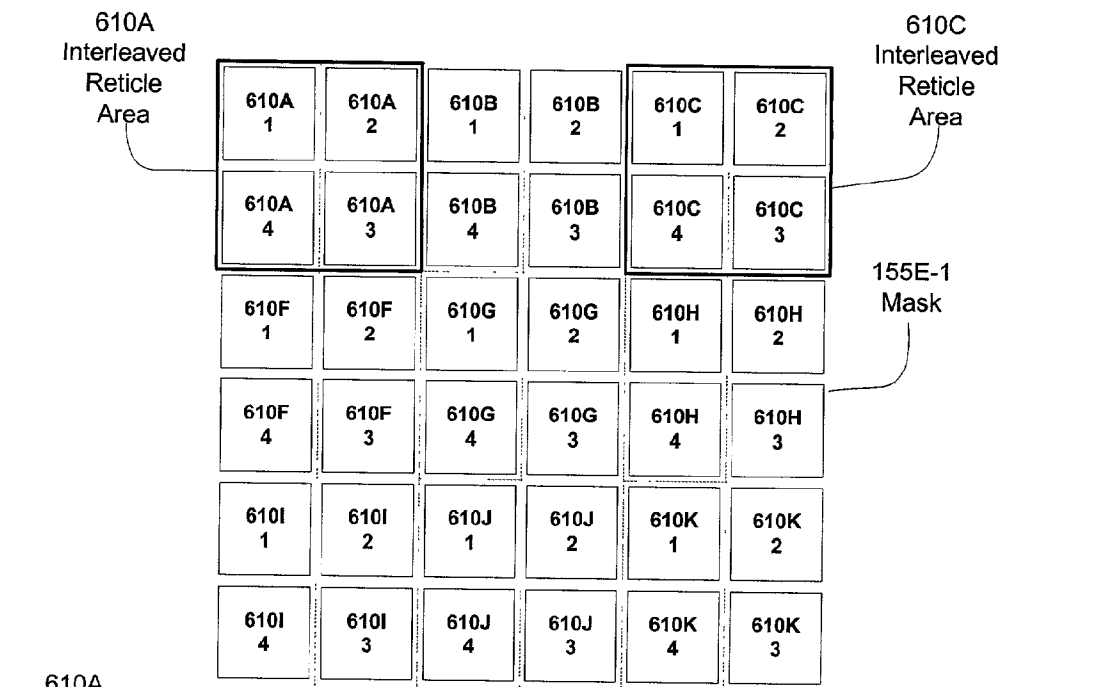 610A
Interleaved
Reticle
Area
610C
Interleaved
Reticle
Area
610A 610A 610B 610B 610C 610C
1 2 1 2 1 2
610A 610A 610B 610B 610C 610C
4 3 4 3 4 3
155E-1
Mask
610F 610F 610G 610G 610H 610H
1 2 1 2 1 2
610F 610F 610G 610G 610H 610H
4 3 4 3 4 3
610I 610I 610J 610J 610K 610K
1 2 1 2 1 2
610I 610I 610J 610J 610K 610K
4 3 4 3 4 3
610A